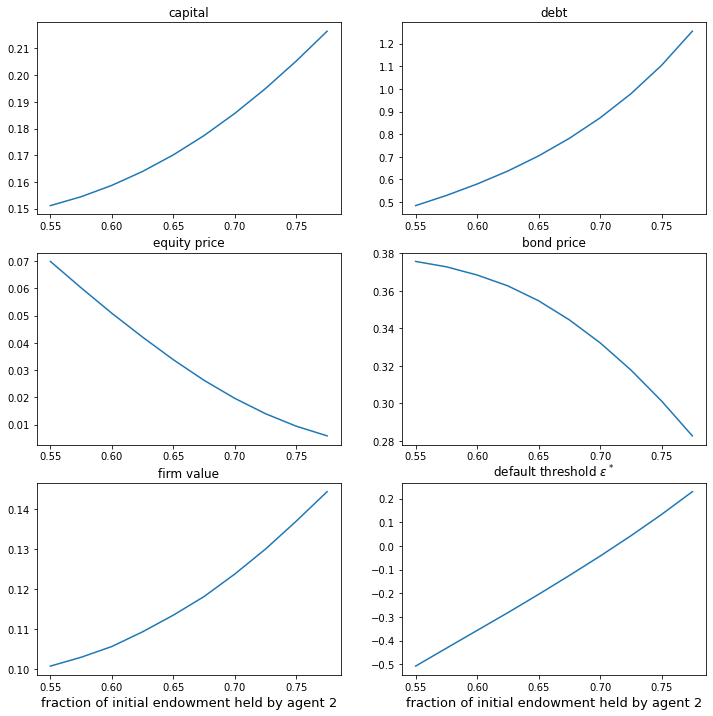 capital
0.21
0.20
0.19
0.18
0.17
0.16
0.15
0.55 0.60 0.65 0.70 0.75
debt
1.2
1.1
1.0
0.9
0.8
0.7
0.6
0.5
0.55 0.60 0.65 0.70 0.75
equity price
0.07
0.06
0.05
0.04
0.03
0.02
0.01
0.55 0.60 0.65 0.70 0.75
bond price
0.38
0.36
0.34
0.32
0.30
0.28
0.55 0.60 0.65 0.70 0.75
firm value
0.14
0.13
0.12
0.11
0.10
0.55 0.60 0.65 0.70 0.75
fraction of initial endowment held by agent 2
default threshold ε*
0.2
0.1
0.0
−0.1
−0.2
−0.3
−0.4
−0.5
0.55 0.60 0.65 0.70 0.75
fraction of initial endowment held by agent 2